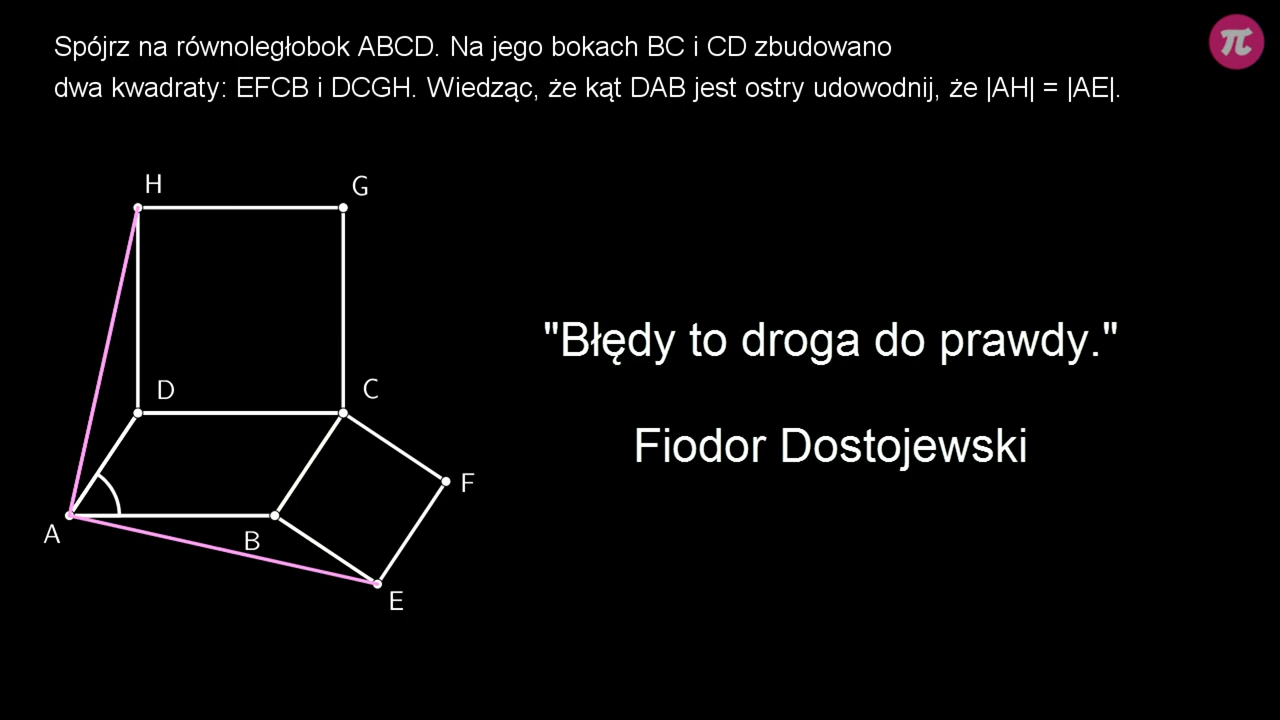 Spójrz na równoległobok ABCD. Na jego bokach BC i CD zbudowano
dwa kwadraty: EFCB i DCGH. Wiedząc, że kąt DAB jest ostry udowodnij, że |AH| = |AE|.
π
H
G
D
C
"Błędy to droga do prawdy."
Fiodor Dostojewski
F
A
B
E